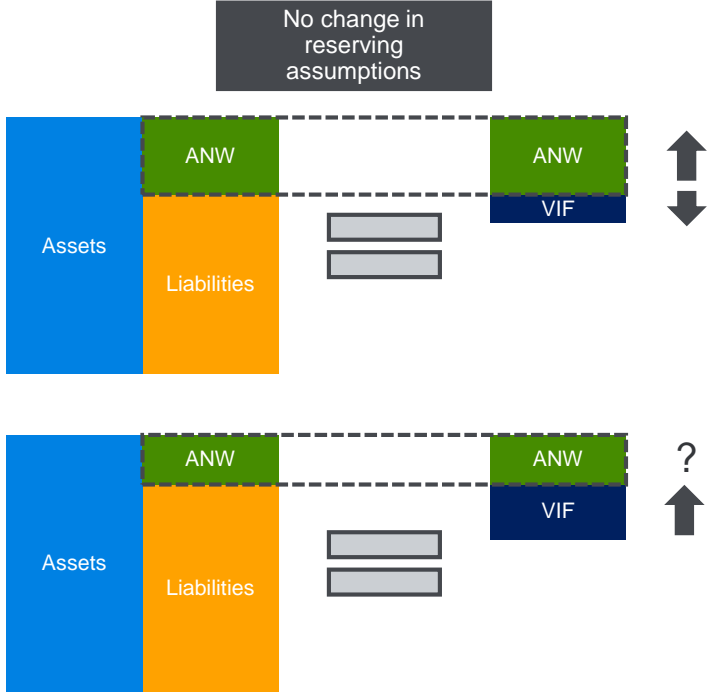 No change in
reserving
assumptions
ANW
ANW
VIF
Assets
Liabilities
ANW
ANW
?
VIF
Assets
Liabilities